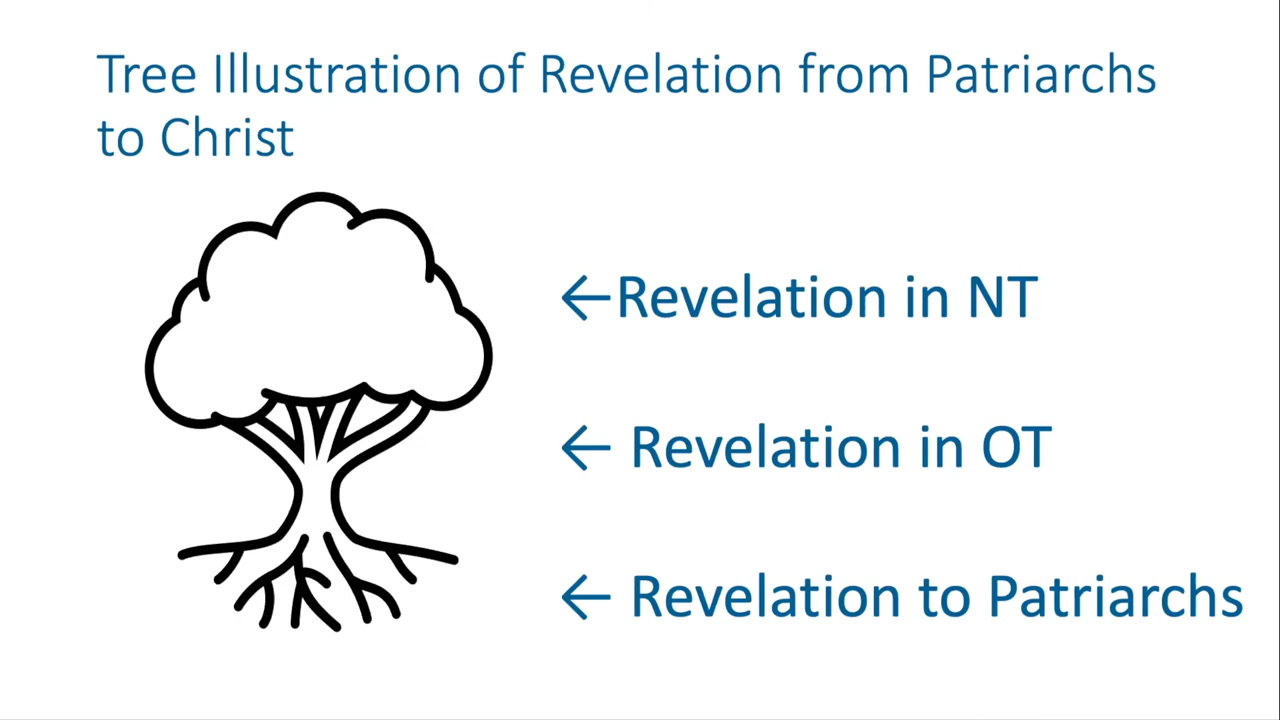 Tree Illustration of Revelation from Patriarchs
to Christ
←Revelation in NT
← Revelation in OT
← Revelation to Patriarchs